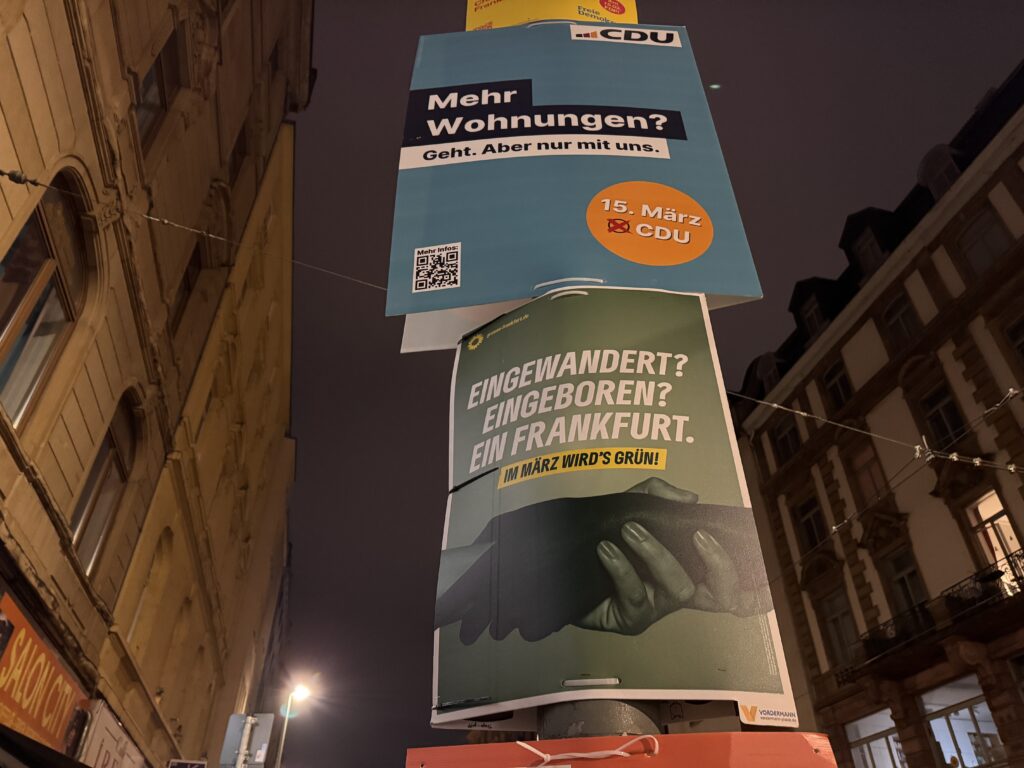 Freie
CDU
Mehr
Wohnungen?
Geht. Aber nur mit uns.
15. März
CDU
Mehr Infos:
EINGEWANDERT?
EINGEBOREN?
EIN FRANKFURT.
IM MÄRZ WIRD'S GRÜN!
VORDERMANN
SALON CITY